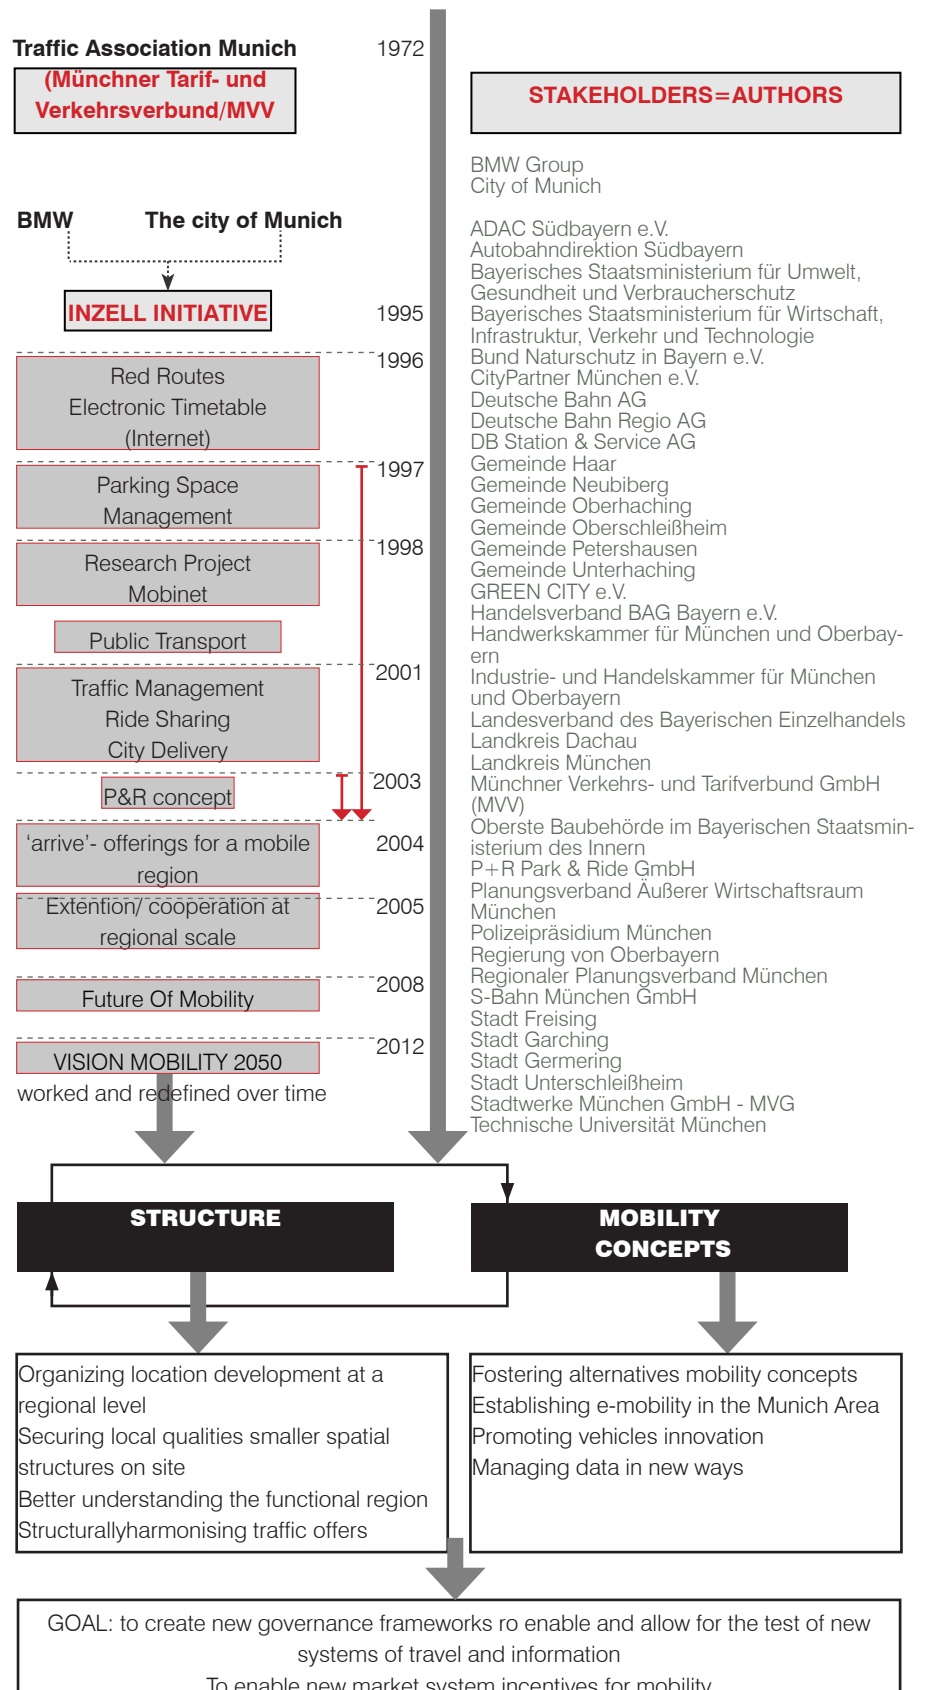 Traffic Association Munich
1972
(Münchner Tarif- und
Verkehrsverbund/MVV
BMW
The city of Munich
INZELL INITIATIVE
1995
1996
Red Routes
Electronic Timetable
(Internet)
1997
Parking Space
Management
1998
Research Project
Mobinet
Public Transport
2001
Traffic Management
Ride Sharing
City Delivery
2003
P&R concept
2004
‘arrive’- offerings for a mobile
region
2005
Extention/ cooperation at
regional scale
2008
Future Of Mobility
2012
VISION MOBILITY 2050
worked and redefined over time
STAKEHOLDERS=AUTHORS
BMW Group
City of Munich
ADAC Südbayern e.V.
Autobahndirektion Südbayern
Bayerisches Staatsministerium für Umwelt,
Gesundheit und Verbraucherschutz
Bayerisches Staatsministerium für Wirtschaft,
Infrastruktur, Verkehr und Technologie
Bund Naturschutz in Bayern e.V.
CityPartner München e.V.
Deutsche Bahn AG
Deutsche Bahn Regio AG
DB Station & Service AG
Gemeinde Haar
Gemeinde Neubiberg
Gemeinde Oberhaching
Gemeinde Oberschleißheim
Gemeinde Petershausen
Gemeinde Unterhaching
GREEN CITY e.V.
Handelsverband BAG Bayern e.V.
Handwerkskammer für München und Oberbay-
ern
Industrie- und Handelskammer für München
und Oberbayern
Landesverband des Bayerischen Einzelhandels
Landkreis Dachau
Landkreis München
Münchner Verkehrs- und Tarifverbund GmbH
(MVV)
Oberste Baubehörde im Bayerischen Staatsmin-
isterium des Innern
P+R Park & Ride GmbH
Planungsverband Äußerer Wirtschaftsraum
München
Polizeipräsidium München
Regierung von Oberbayern
Regionaler Planungsverband München
S-Bahn München GmbH
Stadt Freising
Stadt Garching
Stadt Germering
Stadt Unterschleißheim
Stadtwerke München GmbH - MVG
Technische Universität München
STRUCTURE
MOBILITY
CONCEPTS
Organizing location development at a
regional level
Securing local qualities smaller spatial
structures on site
Better understanding the functional region
Structurallyharmonising traffic offers
Fostering alternatives mobility concepts
Establishing e-mobility in the Munich Area
Promoting vehicles innovation
Managing data in new ways
GOAL: to create new governance frameworks ro enable and allow for the test of new
systems of travel and information
To enable new market system incentives for mobility